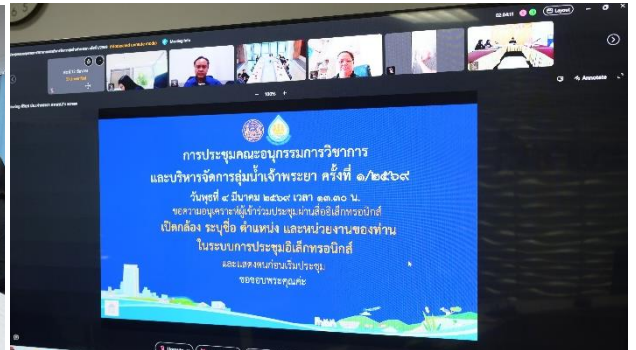 Layout
Meeting Info
Annotate
100%
การประชุมคณะอนุกรรมการวิชาการ
และบริหารจัดการลุ่มน้ำเจ้าพระยา ครั้งที่ ๑/๒๕๖๙
วันพุธที่ ๔ มีนาคม ๒๕๖๙ เวลา ๑๓.๓๐ น.
ขอความอนุเคราะห์ผู้เข้าร่วมประชุมผ่านสื่ออิเล็กทรอนิกส์
เปิดกล้อง ระบุชื่อ ตำแหน่ง และหน่วยงานของท่าน
ในระบบการประชุมอิเล็กทรอนิกส์
และแสดงตนก่อนเริ่มประชุม
ขอขอบพระคุณค่ะ